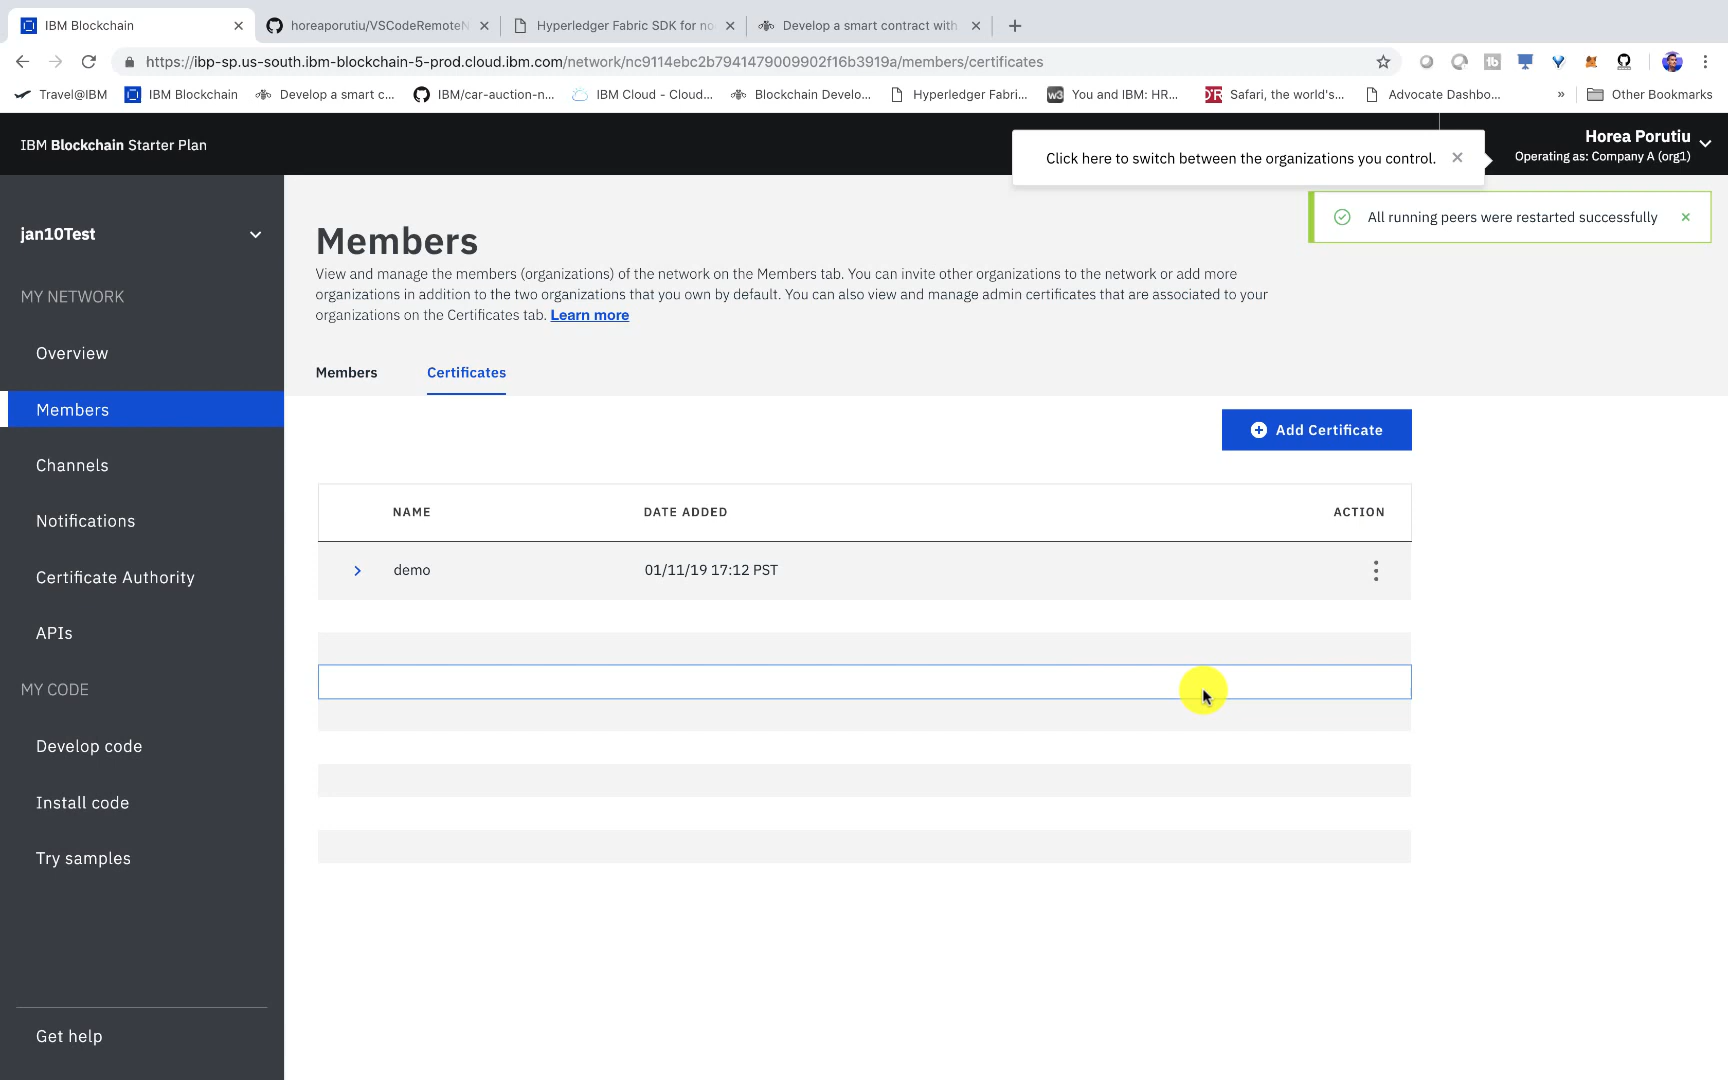 IBM Blockchain
horeaporutiu/VSCodeRemoteN
Hyperledger Fabric SDK for no
Develop a smart contract with
https://ibp-sp.us-south.ibm-blockchain-5-prod.cloud.ibm.com/network/nc9114ebc2b7941479009902f16b3919a/members/certificates
Travel@IBM
IBM Blockchain
Develop a smart c...
IBM/car-auction-n...
IBM Cloud - Cloud...
Blockchain Develo...
Hyperledger Fabri...
w3
You and IBM: HR...
Safari, the world's...
Advocate Dashbo...
»
Other Bookmarks
IBM Blockchain Starter Plan
Click here to switch between the organizations you control.
Horea Porutiu
Operating as: Company A (org1)
All running peers were restarted successfully
jan10Test
MY NETWORK
Overview
Members
Channels
Notifications
Certificate Authority
APIs
MY CODE
Develop code
Install code
Try samples
Get help
Members
View and manage the members (organizations) of the network on the Members tab. You can invite other organizations to the network or add more
organizations in addition to the two organizations that you own by default. You can also view and manage admin certificates that are associated to your
organizations on the Certificates tab. Learn more
Members
Certificates
Add Certificate
NAME
DATE ADDED
ACTION
demo
01/11/19 17:12 PST